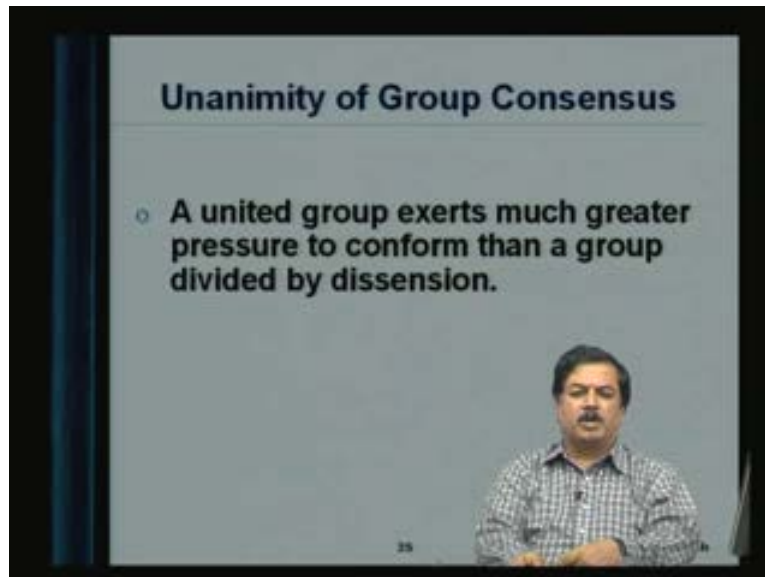 Unanimity of Group Consensus
o A united group exerts much greater
pressure to conform than a group
divided by dissension.